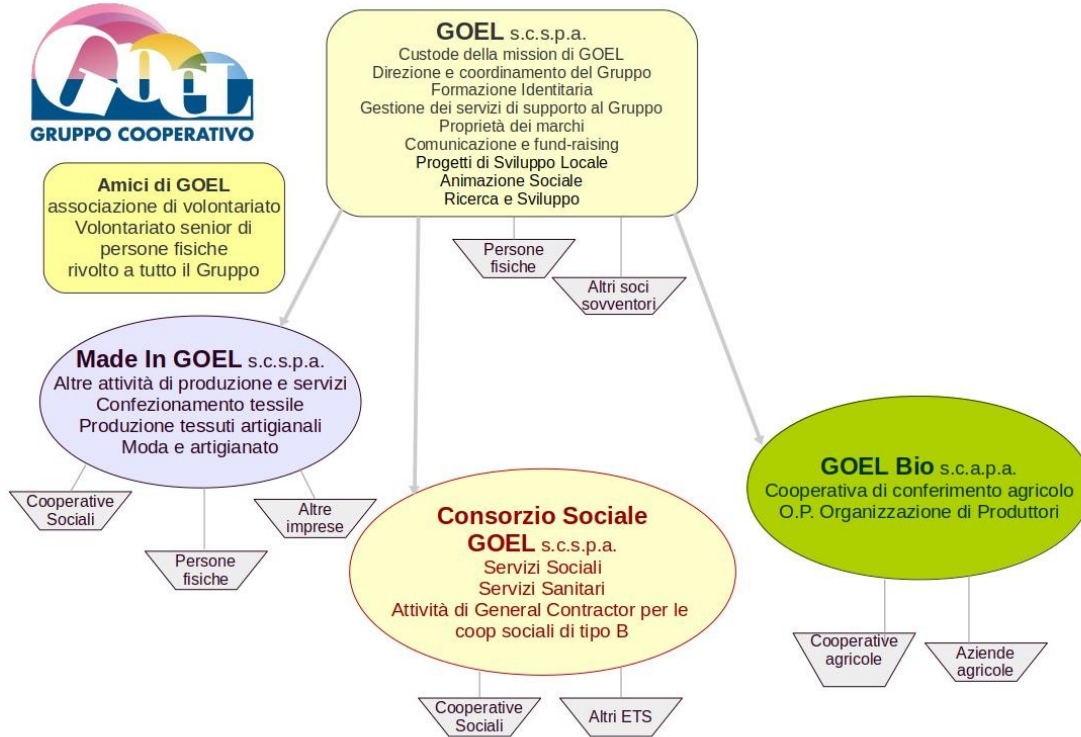 GOEL
GRUPPO COOPERATIVO
GOEL s.c.s.p.a.
Custode della mission di GOEL
Direzione e coordinamento del Gruppo
Formazione Identitaria
Gestione dei servizi di supporto al Gruppo
Proprietà dei marchi
Comunicazione e fund-raising
Progetti di Sviluppo Locale
Animazione Sociale
Ricerca e Sviluppo
Amici di GOEL
associazione di volontariato
Volontariato senior di
persone fisiche
rivolto a tutto il Gruppo
Persone
fisiche
Altri soci
sovventori
Made In GOEL s.c.s.p.a.
Altre attività di produzione e servizi
Confezionamento tessile
Produzione tessuti artigianali
Moda e artigianato
Cooperative
Sociali
Persone
fisiche
Altre
imprese
Consorzio Sociale
GOEL s.c.s.p.a.
Servizi Sociali
Servizi Sanitari
Attività di General Contractor per le
coop sociali di tipo B
Cooperative
Sociali
Altri ETS
GOEL Bio s.c.a.p.a.
Cooperativa di conferimento agricolo
O.P. Organizzazione di Produttori
Cooperative
agricole
Aziende
agricole